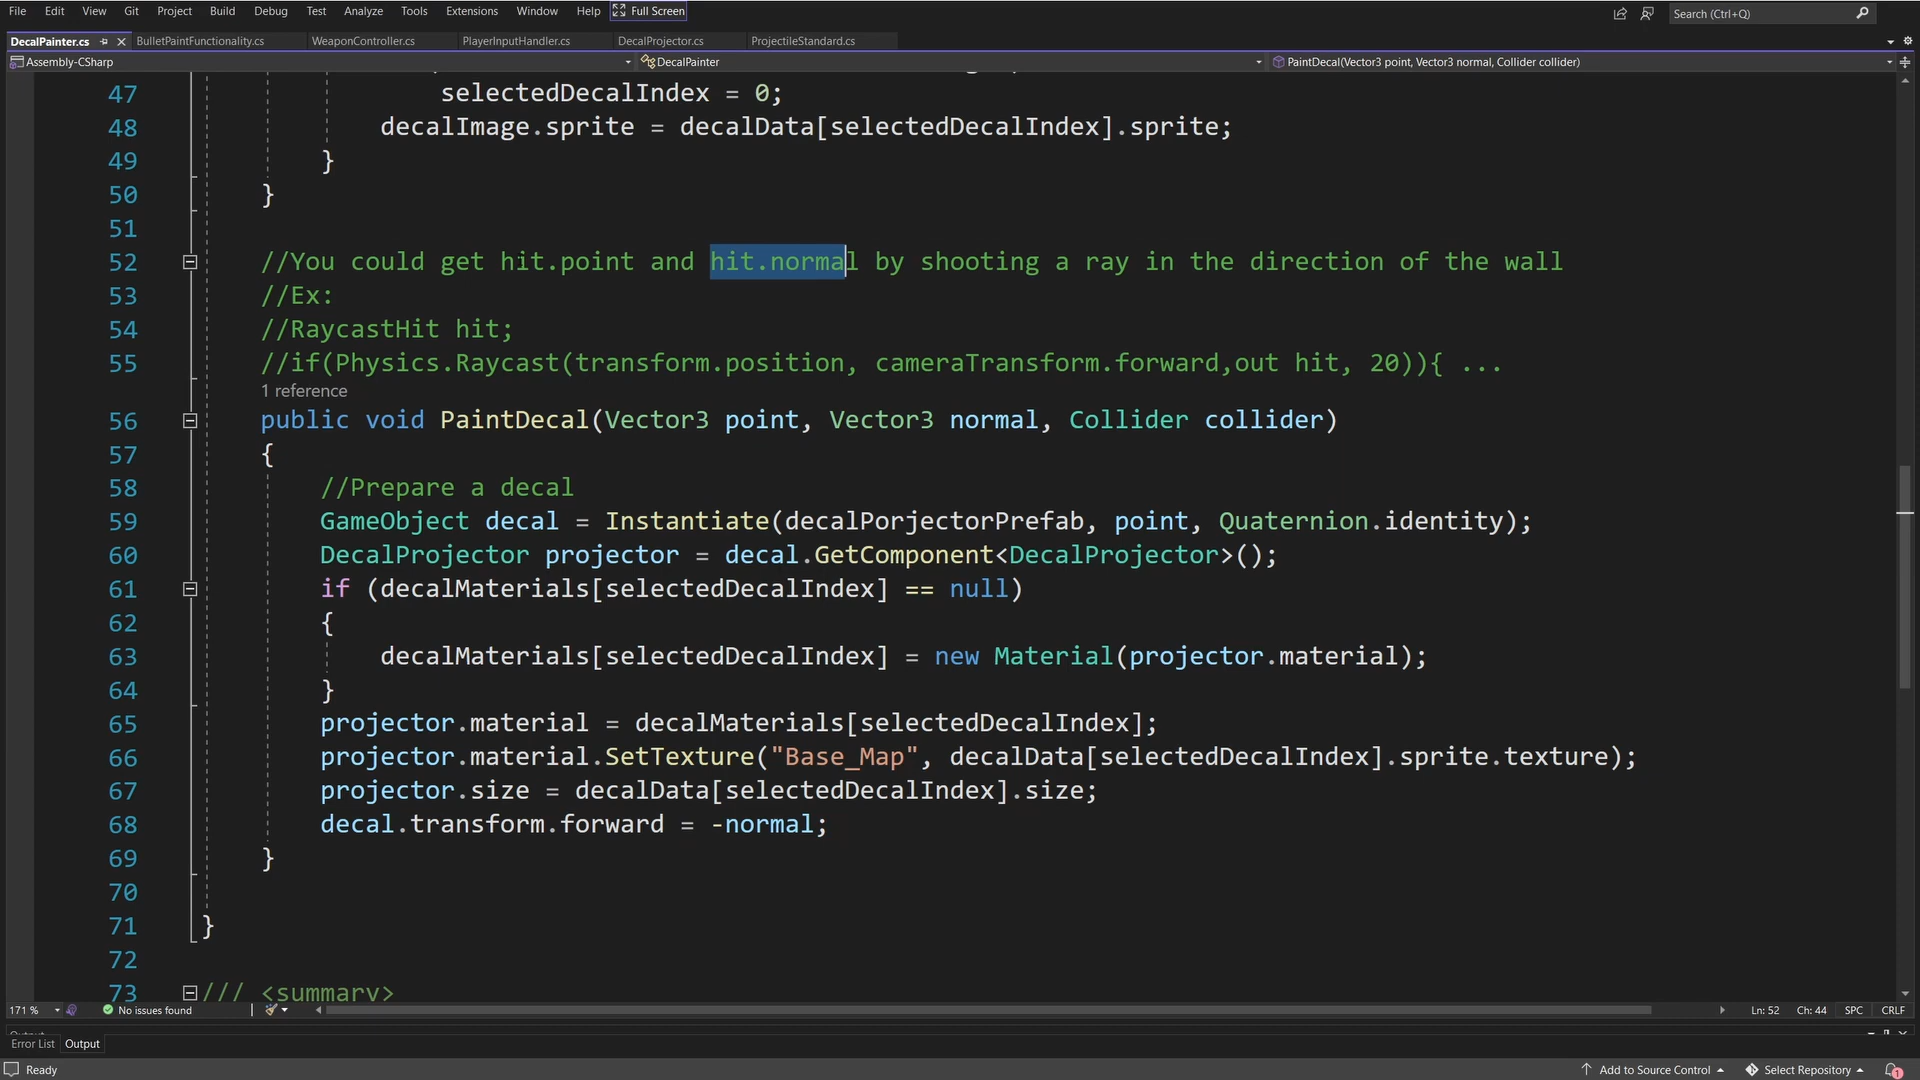 File Edit View Git Project Build Debug Test Analyze Tools Extensions Window Help Full Screen Search (Ctrl+Q)
DecalPainter.cs BulletPaintFunctionality.cs WeaponController.cs PlayerInputHandler.cs DecalProjector.cs ProjectileStandard.cs
Assembly-CSharp DecalPainter PaintDecal(Vector3 point, Vector3 normal, Collider collider)
47 selectedDecalIndex = 0;
48 decalImage.sprite = decalData[selectedDecalIndex].sprite;
49 }
50 }
51
52 //You could get hit.point and hit.normal by shooting a ray in the direction of the wall
53 //Ex:
54 //RaycastHit hit;
55 //if(Physics.Raycast(transform.position, cameraTransform.forward,out hit, 20)){ ...
1 reference
56 public void PaintDecal(Vector3 point, Vector3 normal, Collider collider)
57 {
58 //Prepare a decal
59 GameObject decal = Instantiate(decalPorjectorPrefab, point, Quaternion.identity);
60 DecalProjector projector = decal.GetComponent<DecalProjector>();
61 if (decalMaterials[selectedDecalIndex] == null)
62 {
63 decalMaterials[selectedDecalIndex] = new Material(projector.material);
64 }
65 projector.material = decalMaterials[selectedDecalIndex];
66 projector.material.SetTexture("Base_Map", decalData[selectedDecalIndex].sprite.texture);
67 projector.size = decalData[selectedDecalIndex].size;
68 decal.transform.forward = -normal;
69 }
70
71 }
72
73 /// <summary>
171 % No issues found Ln: 52 Ch: 44 SPC CRLF
Output
Error List Output
Ready Add to Source Control Select Repository 1